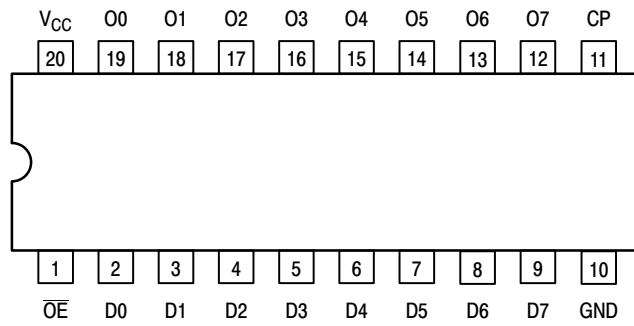 VCC O0 O1 O2 O3 O4 O5 O6 O7 CP
20 19 18 17 16 15 14 13 12 11
1 2 3 4 5 6 7 8 9 10
O̅E̅ D0 D1 D2 D3 D4 D5 D6 D7 GND